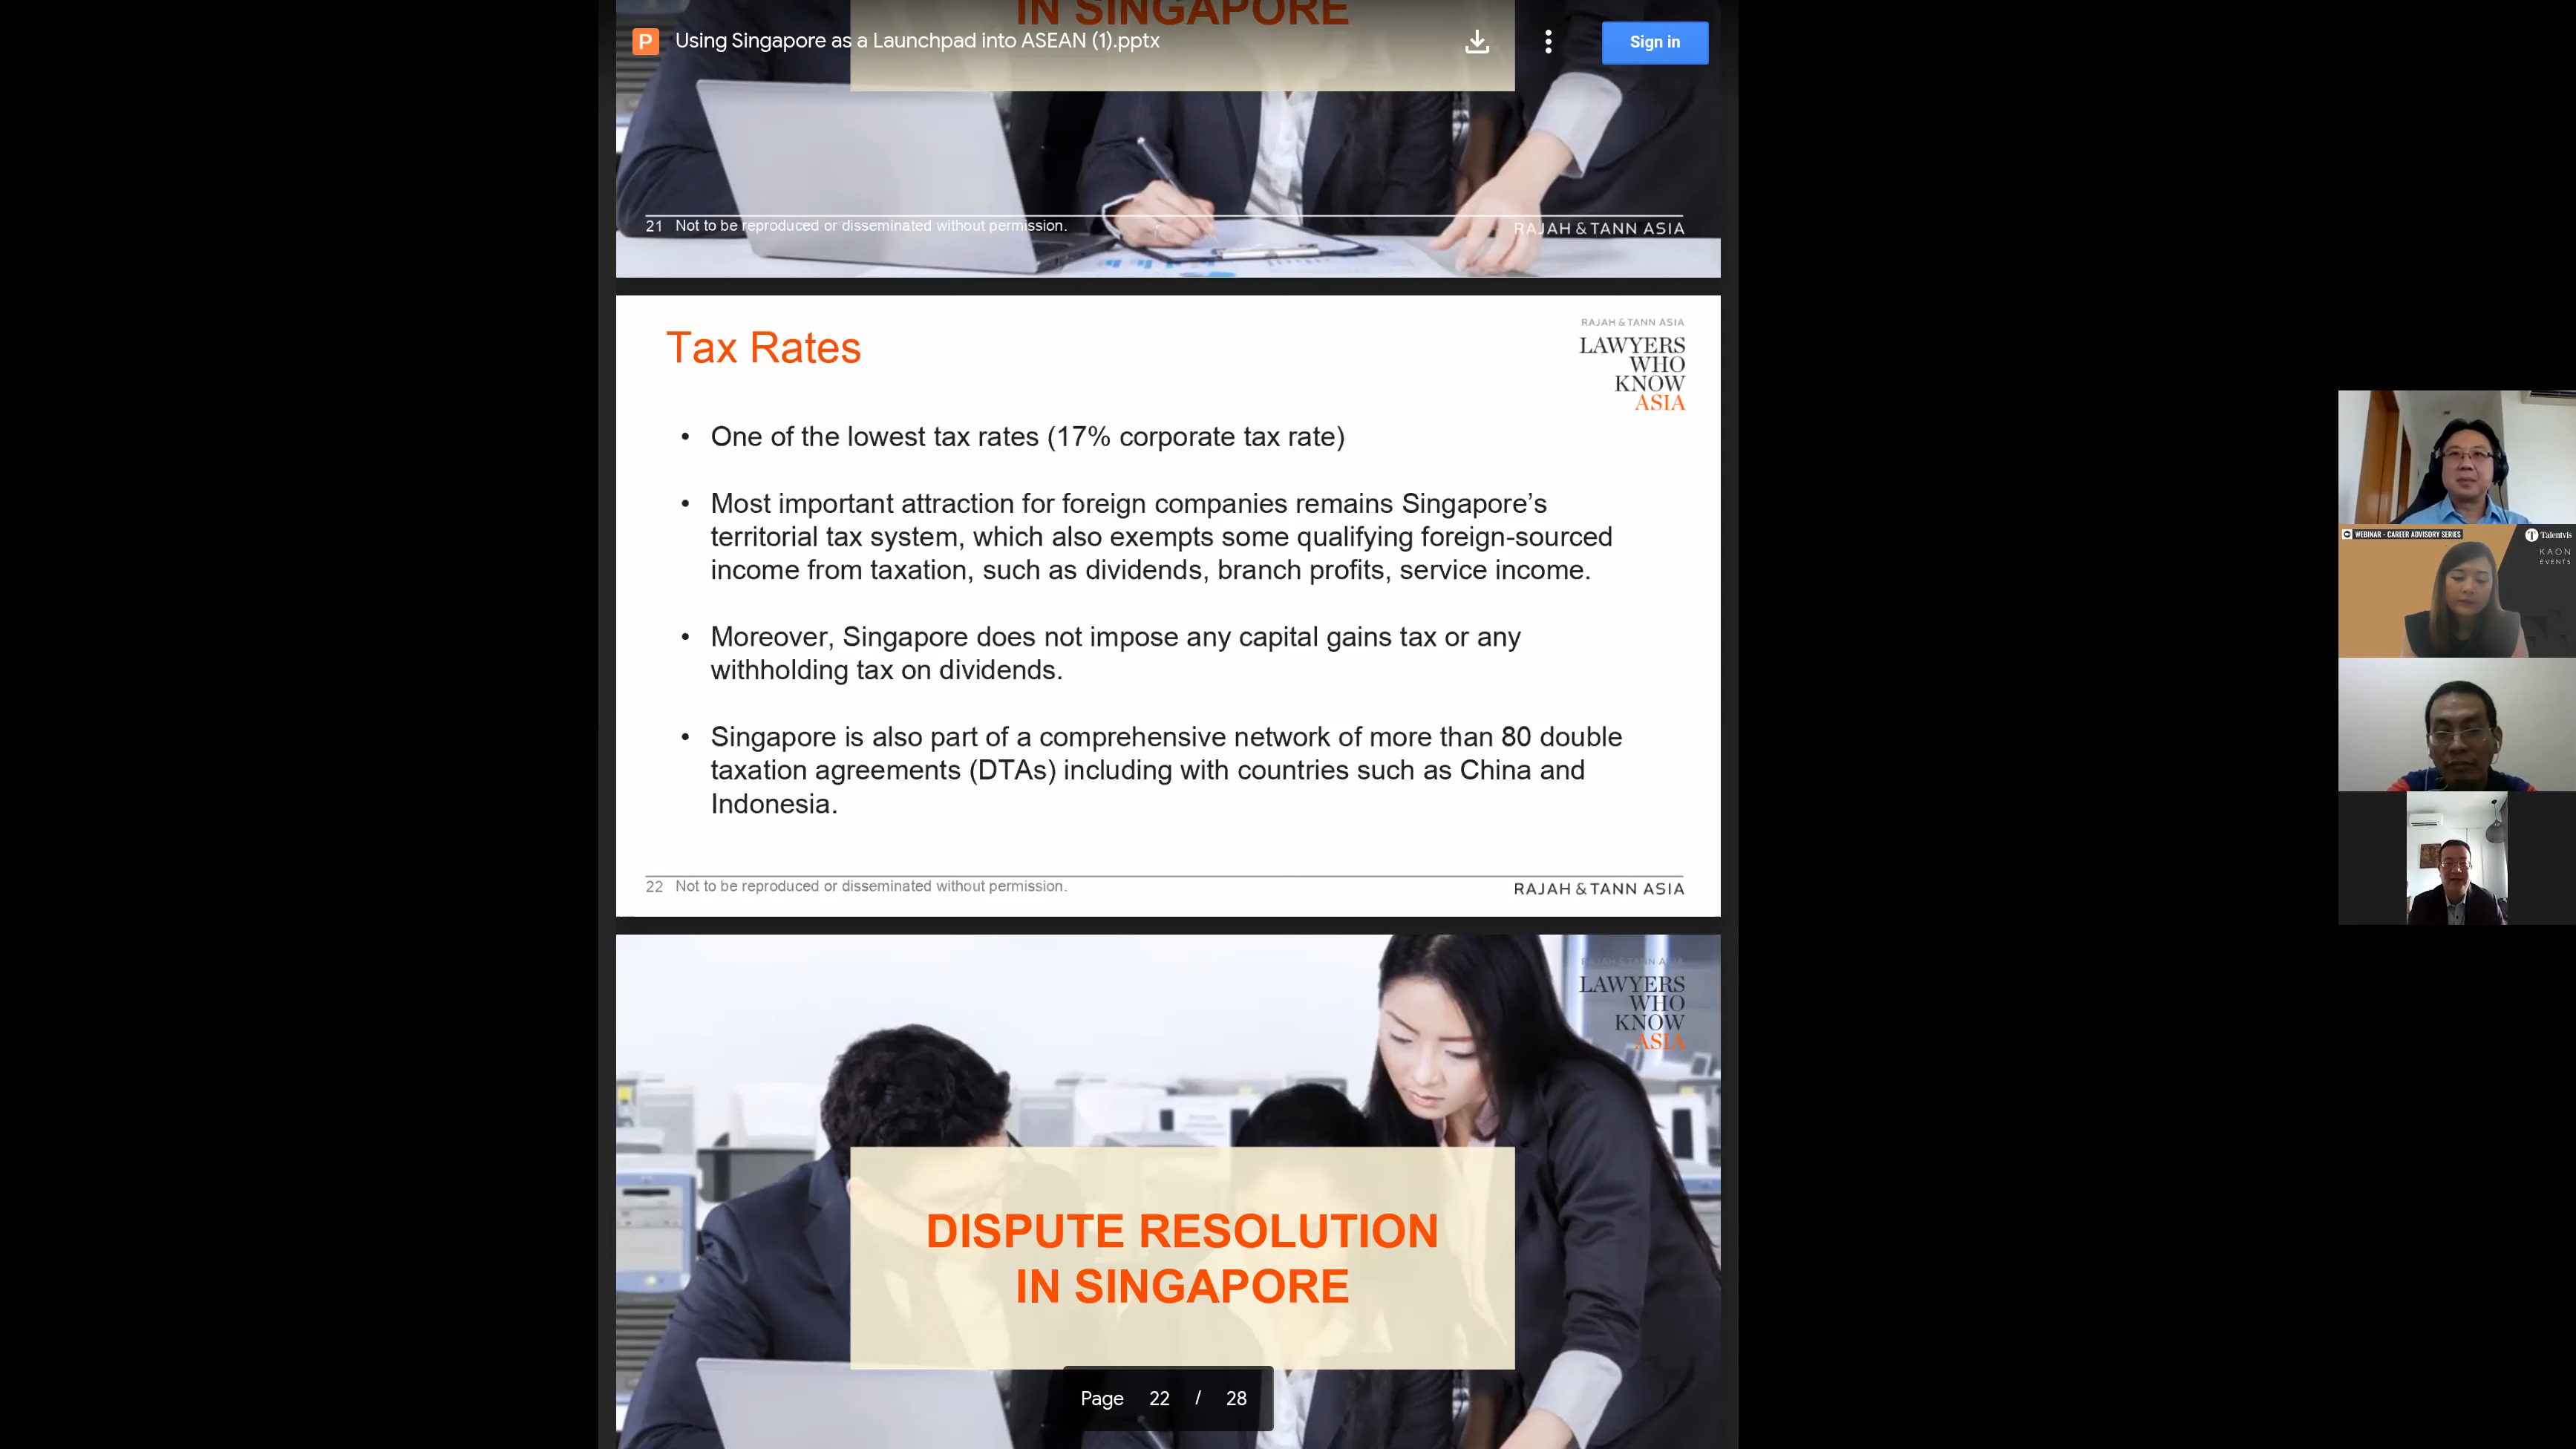 IN SINGAPORE
P
Using Singapore as a Launchpad into ASEAN (1).pptx
Sign in
21 Not to be reproduced or disseminated without permission.
RAJAH & TANN ASIA
Tax Rates
RAJAH & TANN ASIA
LAWYERS
WHO
KNOW
ASIA
• One of the lowest tax rates (17% corporate tax rate)
• Most important attraction for foreign companies remains Singapore’s
territorial tax system, which also exempts some qualifying foreign-sourced
income from taxation, such as dividends, branch profits, service income.
• Moreover, Singapore does not impose any capital gains tax or any
withholding tax on dividends.
• Singapore is also part of a comprehensive network of more than 80 double
taxation agreements (DTAs) including with countries such as China and
Indonesia.
22 Not to be reproduced or disseminated without permission.
RAJAH & TANN ASIA
RAJAH & TANN ASIA
LAWYERS
WHO
KNOW
ASIA
DISPUTE RESOLUTION
IN SINGAPORE
Page 22 / 28
WEBINAR - CAREER ADVISORY SERIES
T Talentvis
KAON
EVENTS